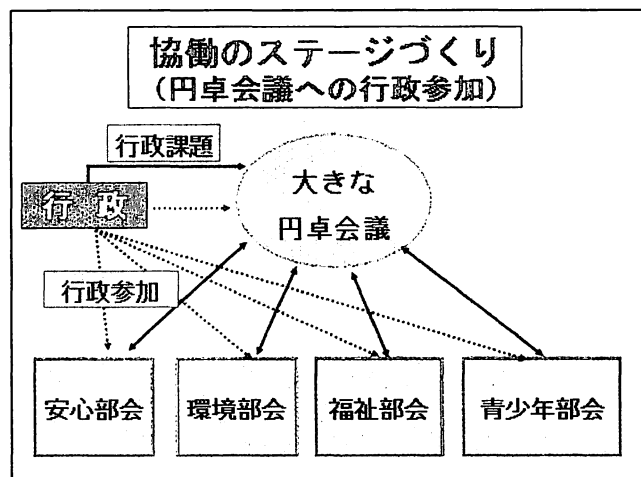 協働のステージづくり
(円卓会議への行政参加)
行政課題
行 政
大きな
円卓会議
行政参加
安心部会
環境部会
福祉部会
青少年部会